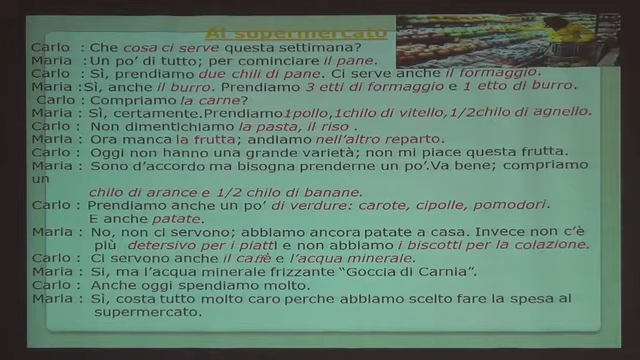 Al supermercato
Carlo : Che cosa ci serve questa settimana?
Maria : Un po' di tutto; per cominciare il pane.
Carlo : Sì, prendiamo due chili di pane. Ci serve anche il formaggio.
Maria :Sì, anche il burro. Prendiamo 3 etti di formaggio e 1 etto di burro.
Carlo : Compriamo la carne?
Maria : Sì, certamente.Prendiamo1pollo,1chilo di vitello,1/2chilo di agnello.
Carlo : Non dimentichiamo la pasta, il riso .
Maria : Ora manca la frutta; andiamo nell'altro reparto.
Carlo : Oggi non hanno una grande varietà; non mi piace questa frutta.
Maria : Sono d'accordo ma bisogna prenderne un po'.Va bene; compriamo
un
chilo di arance e 1/2 chilo di banane.
Carlo : Prendiamo anche un po' di verdure: carote, cipolle, pomodori.
E anche patate.
Maria : No, non ci servono; abbiamo ancora patate a casa. Invece non c'è
più detersivo per i piatti e non abbiamo i biscotti per la colazione.
Carlo : Ci servono anche il caffè e l'acqua minerale.
Maria : Si, ma l'acqua minerale frizzante "Goccia di Carnia".
Carlo : Anche oggi spendiamo molto.
Maria : Sì, costa tutto molto caro perche abbiamo scelto fare la spesa al
supermercato.